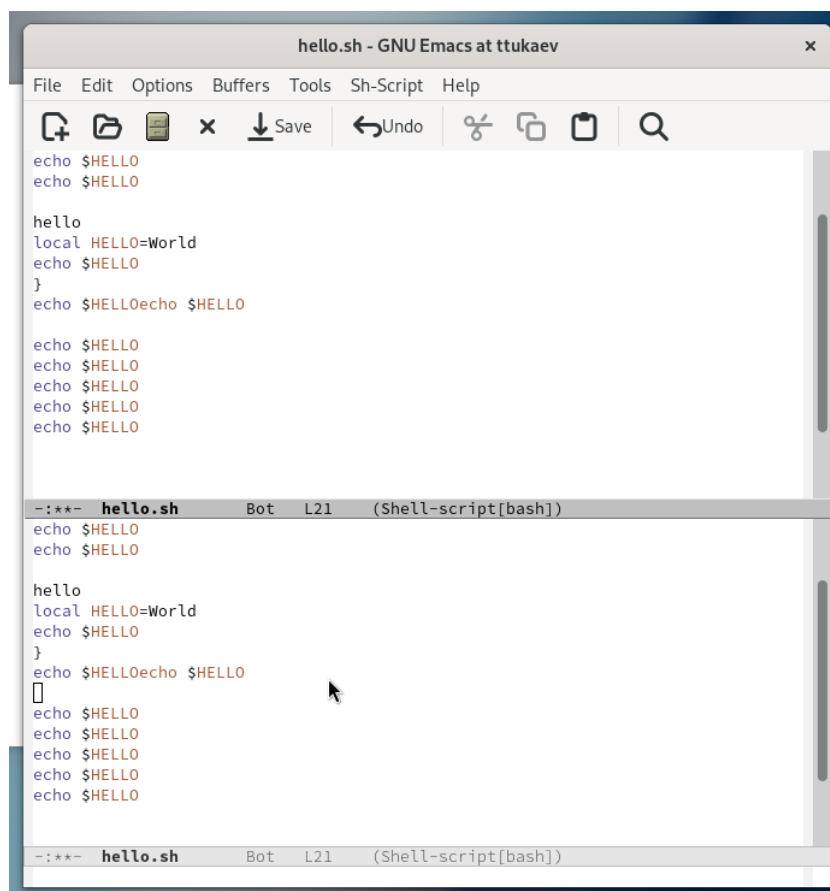 hello.sh - GNU Emacs at ttukaev
File Edit Options Buffers Tools Sh-Script Help
Save Undo
echo $HELLO
echo $HELLO
hello
local HELLO=World
echo $HELLO
}
echo $HELLOecho $HELLO
echo $HELLO
echo $HELLO
echo $HELLO
echo $HELLO
echo $HELLO
-:**- hello.sh Bot L21 (Shell-script[bash])
echo $HELLO
echo $HELLO
hello
local HELLO=World
echo $HELLO
}
echo $HELLOecho $HELLO
echo $HELLO
echo $HELLO
echo $HELLO
echo $HELLO
echo $HELLO
-:**- hello.sh Bot L21 (Shell-script[bash])